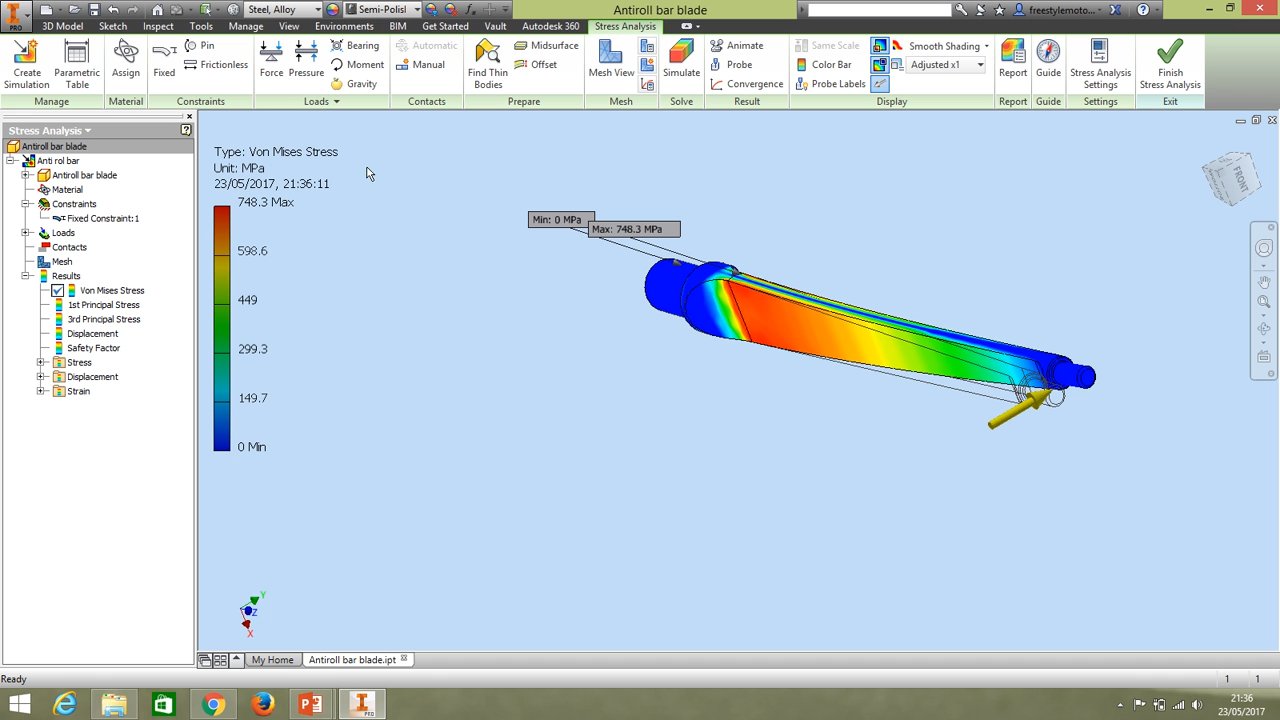 Steel, Alloy
Semi-Polisl
Antiroll bar blade
freestylemoto...
PRO
3D Model Sketch Inspect Tools Manage View Environments BIM Get Started Vault Autodesk 360 Stress Analysis
Create Simulation
Parametric Table
Manage
Assign
Material
Fixed
Pin
Frictionless
Constraints
Force
Pressure
Bearing
Moment
Gravity
Loads
Automatic
Manual
Contacts
Find Thin Bodies
Midsurface
Offset
Prepare
Mesh View
Mesh
Simulate
Solve
Animate
Probe
Convergence
Result
Same Scale
Color Bar
Probe Labels
Smooth Shading
Adjusted x1
Display
Report
Report
Guide
Guide
Stress Analysis Settings
Settings
Finish Stress Analysis
Exit
Stress Analysis
Antiroll bar blade
Anti rol bar
Antiroll bar blade
Material
Constraints
Fixed Constraint:1
Loads
Contacts
Mesh
Results
Von Mises Stress
1st Principal Stress
3rd Principal Stress
Displacement
Safety Factor
Stress
Displacement
Strain
Type: Von Mises Stress
Unit: MPa
23/05/2017, 21:36:11
748.3 Max
598.6
449
299.3
149.7
0 Min
Min: 0 MPa
Max: 748.3 MPa
FRONT
Y
Z
X
My Home
Antiroll bar blade.ipt
Ready
1 1
PRO
21:36
23/05/2017